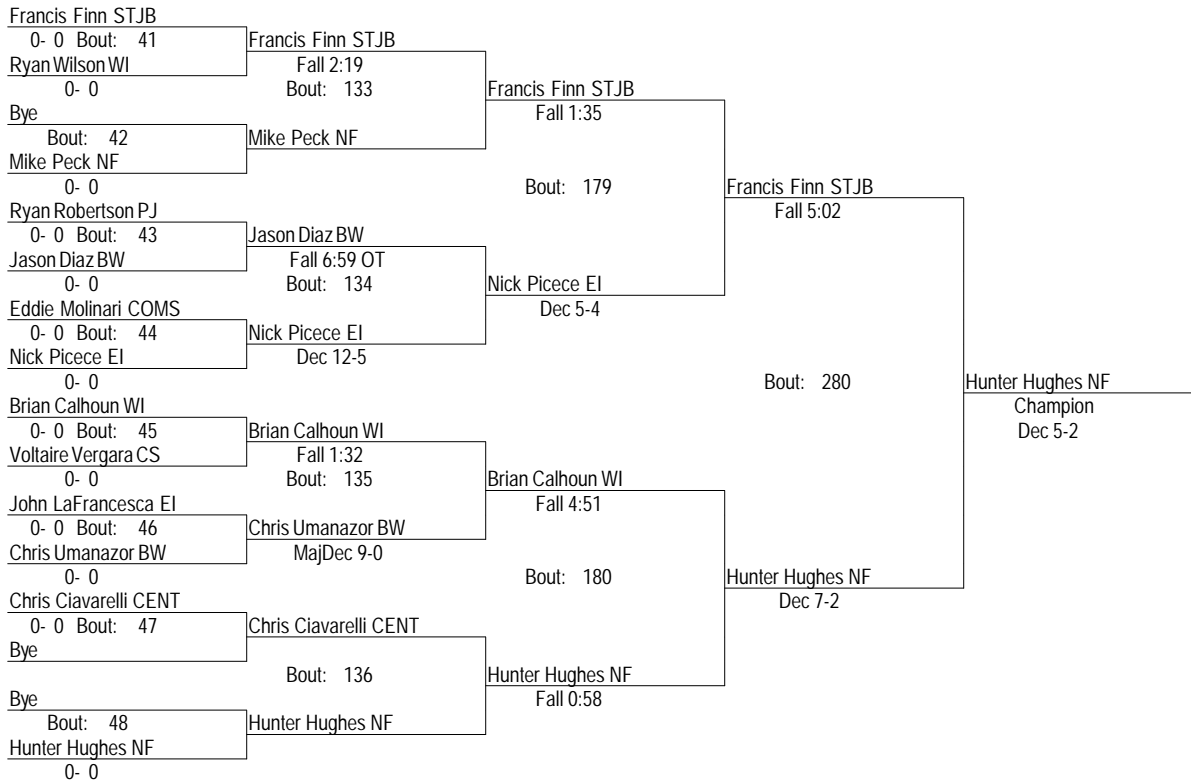 Francis Finn STJB
0- 0 Bout: 41
Francis Finn STJB
Ryan Wilson WI
Fall 2:19
0- 0
Bout: 133
Francis Finn STJB
Bye
Fall 1:35
Bout: 42
Mike Peck NF
Mike Peck NF
0- 0
Bout: 179
Francis Finn STJB
Ryan Robertson PJ
Fall 5:02
0- 0 Bout: 43
Jason Diaz BW
Jason Diaz BW
Fall 6:59 OT
0- 0
Bout: 134
Nick Picece EI
Eddie Molinari COMS
Dec 5-4
0- 0 Bout: 44
Nick Picece EI
Nick Picece EI
Dec 12-5
0- 0
Bout: 280
Hunter Hughes NF
Brian Calhoun WI
Champion
0- 0 Bout: 45
Brian Calhoun WI
Dec 5-2
Voltaire Vergara CS
Fall 1:32
0- 0
Bout: 135
Brian Calhoun WI
John LaFrancesca EI
Fall 4:51
0- 0 Bout: 46
Chris Umanazor BW
Chris Umanazor BW
MajDec 9-0
0- 0
Bout: 180
Hunter Hughes NF
Chris Ciavarelli CENT
Dec 7-2
0- 0 Bout: 47
Chris Ciavarelli CENT
Bye
Bout: 136
Hunter Hughes NF
Bye
Fall 0:58
Bout: 48
Hunter Hughes NF
Hunter Hughes NF
0- 0